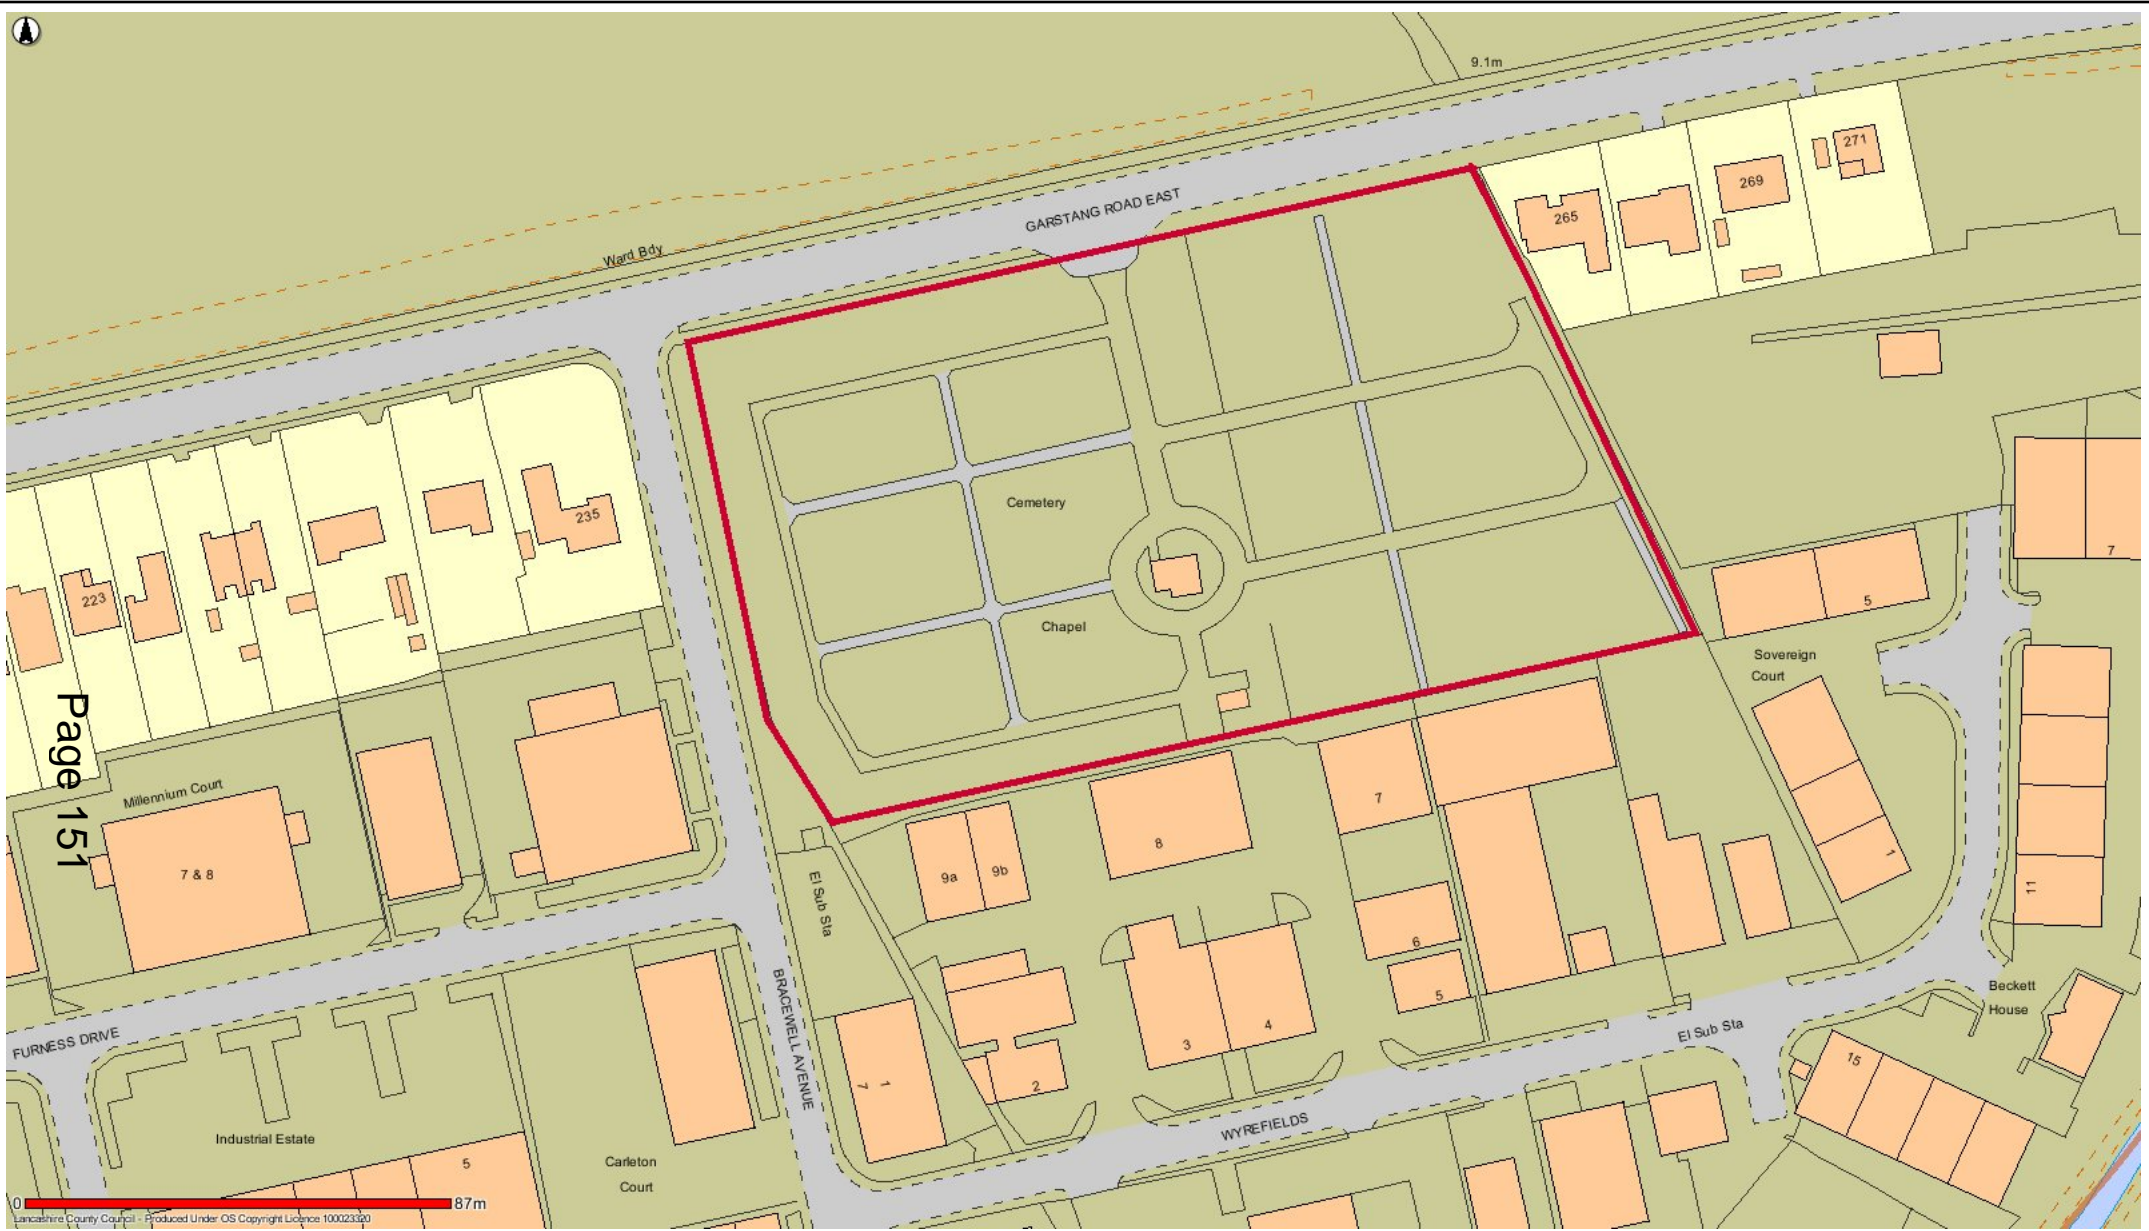 9.1m
271
269
265
GARSTANG ROAD EAST
Ward Bdy
235
223
Cemetery
Chapel
7
5
Sovereign
Court
Page 151
Millennium Court
7 & 8
7
8
9a
9b
1
11
El Sub Sta
6
5
Beckett
House
3
4
El Sub Sta
FURNESS DRIVE
BRACEWELL AVENUE
7
1
2
15
WYREFIELDS
Industrial Estate
5
Carleton
Court
0
87m
Lancashire County Council - Produced Under OS Copyright Licence 100023320